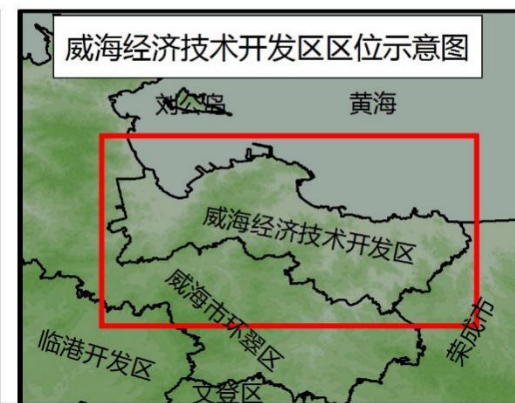 威海经济技术开发区区位示意图
刘公岛
黄海
威海经济技术开发区
威海市环翠区
荣成市
临港开发区
文登区